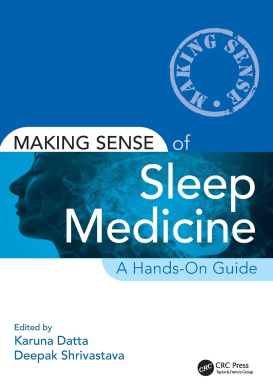 MAKING SENSE
MAKING SENSE of
Sleep
Medicine
A Hands-On Guide
Edited by
Karuna Datta
Deepak Shrivastava
CRC
CRC Press
Taylor & Francis Group